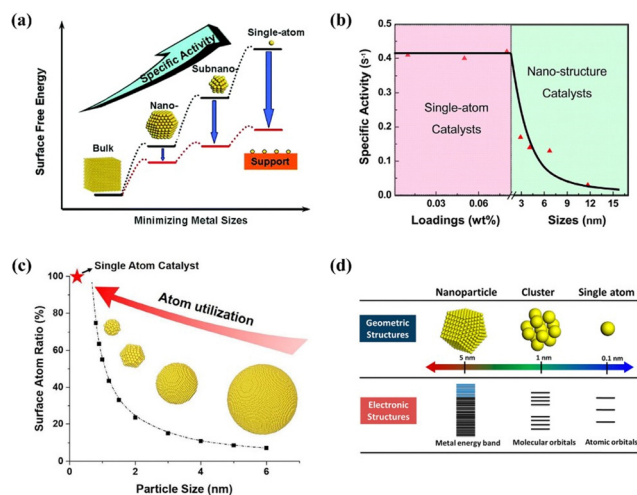 (a)
Surface Free Energy
Specific Activity
Single-atom
Subnano-
Nano-
Bulk
Support
Minimizing Metal Sizes
(b)
Specific Activity (s-1)
0.5
0.4
0.3
0.2
0.1
0.0
Single-atom
Catalysts
Nano-structure
Catalysts
0.00 0.05 3 6 9 12 15
Loadings (wt%) Sizes (nm)
(c)
Single Atom Catalyst
Atom utilization
Surface Atom Ratio (%)
100
80
60
40
20
0
0 2 4 6
Particle Size (nm)
(d)
Nanoparticle Cluster Single atom
Geometric
Structures
5 nm 1 nm 0.1 nm
Electronic
Structures
Metal energy band Molecular orbitals Atomic orbitals